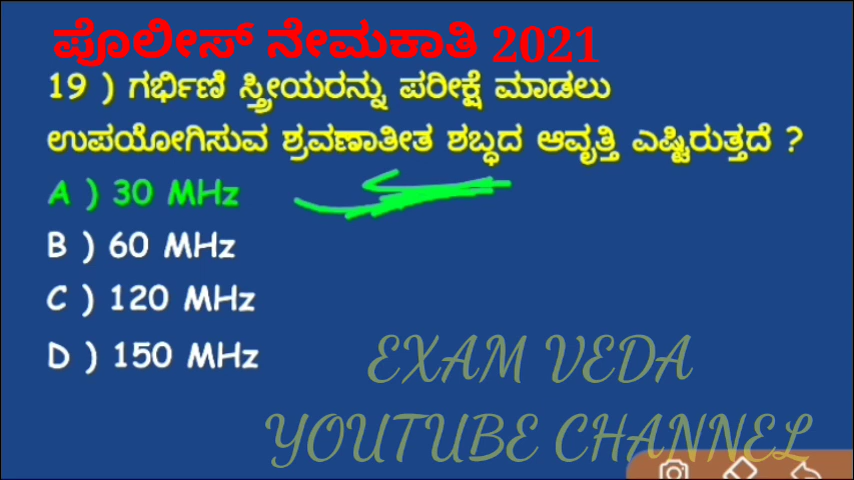 ಪೊಲೀಸ್ ನೇಮಕಾತಿ 2021
19 ) ಗರ್ಭಿಣಿ ಸ್ತ್ರೀಯರನ್ನು ಪರೀಕ್ಷೆ ಮಾಡಲು
ಉಪಯೋಗಿಸುವ ಶ್ರವಣಾತೀತ ಶಬ್ಧದ ಆವೃತ್ತಿ ಎಷ್ಟಿರುತ್ತದೆ ?
A ) 30 MHz
B ) 60 MHz
C ) 120 MHz
D ) 150 MHz
EXAM VEDA
YOUTUBE CHANNEL